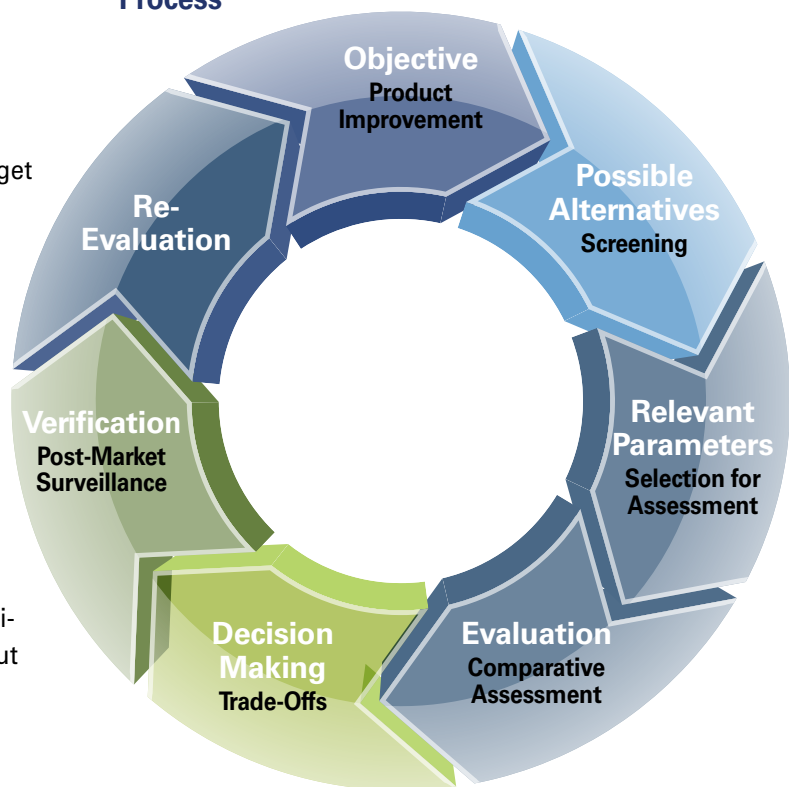 Process
Objective
Product
Improvement
Possible
Alternatives
Screening
Relevant
Parameters
Selection for
Assessment
Evaluation
Comparative
Assessment
Decision
Making
Trade-Offs
Verification
Post-Market
Surveillance
Re-
Evaluation
get
i-
ut